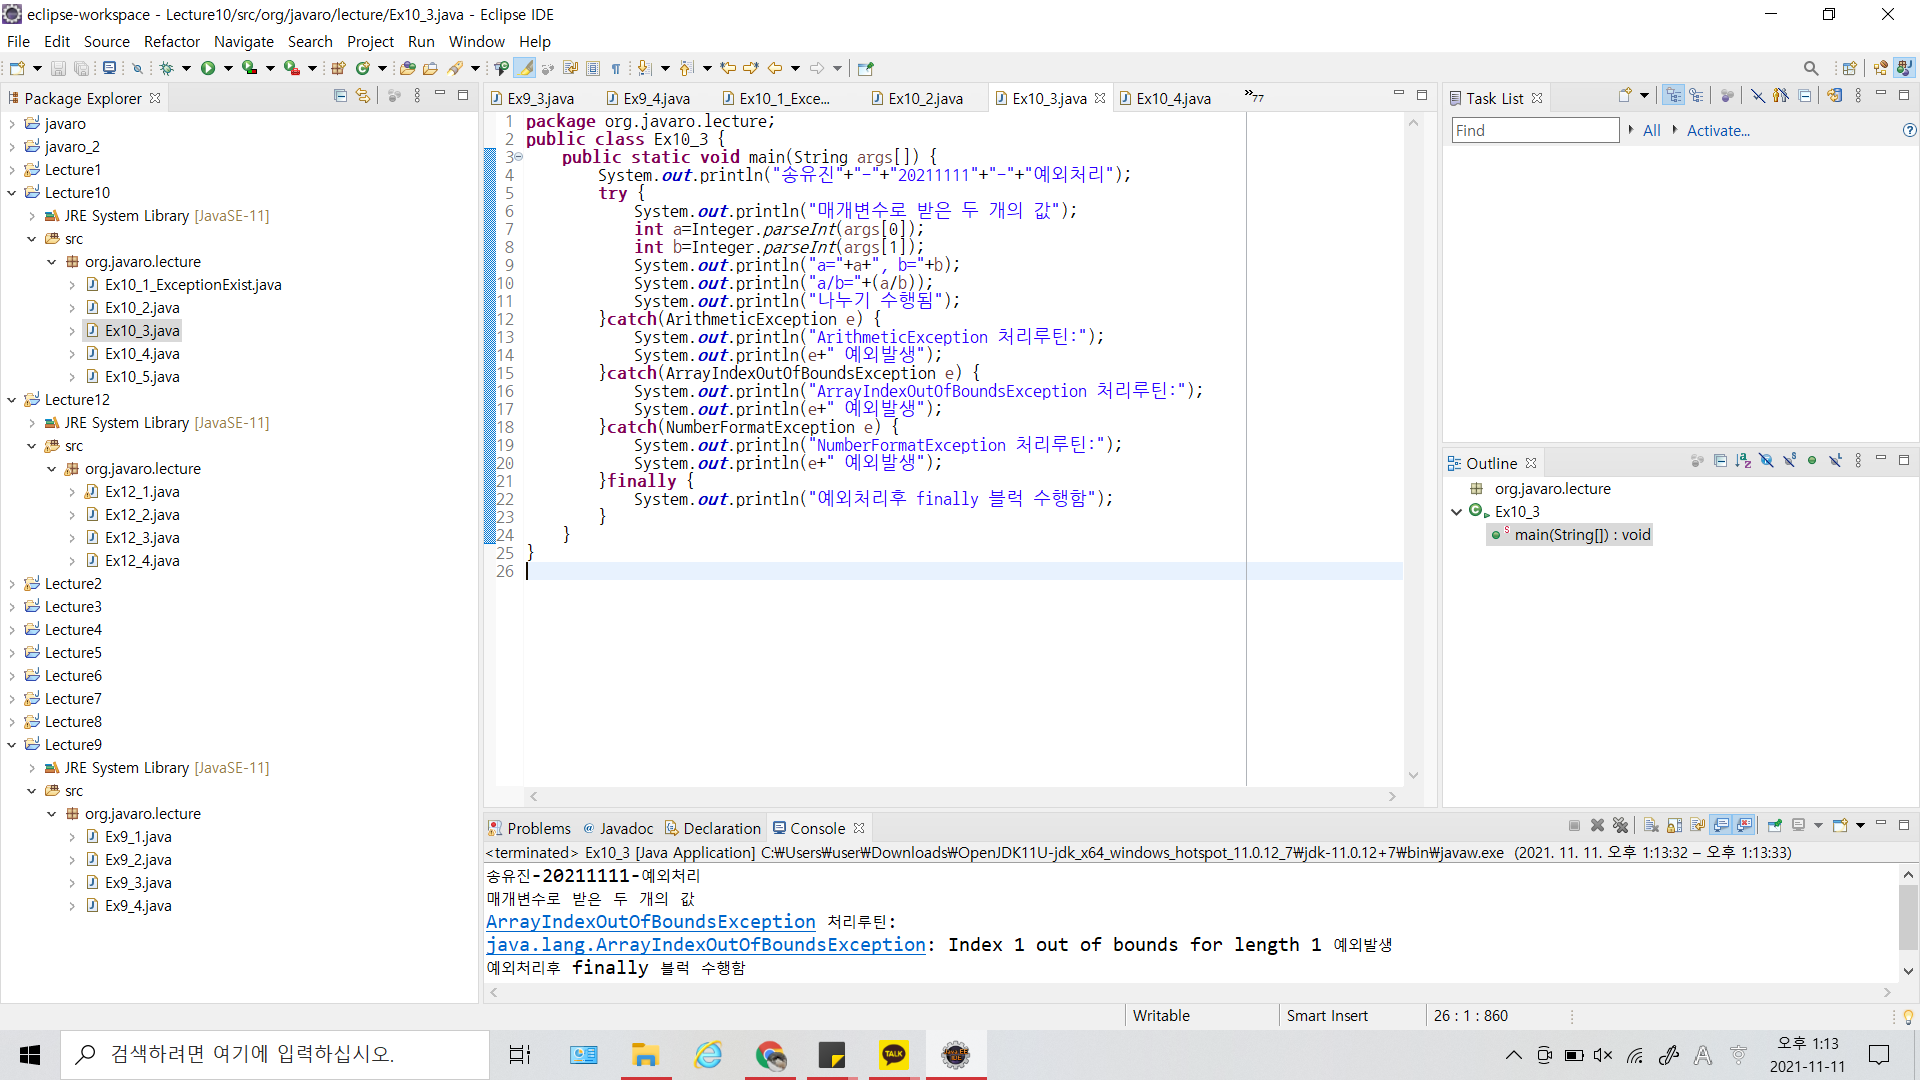 eclipse-workspace - Lecture10/src/org/javaro/lecture/Ex10_3.java - Eclipse IDE
File Edit Source Refactor Navigate Search Project Run Window Help
Package Explorer
javaro
javaro_2
Lecture1
Lecture10
JRE System Library [JavaSE-11]
src
org.javaro.lecture
Ex10_1_ExceptionExist.java
Ex10_2.java
Ex10_3.java
Ex10_4.java
Ex10_5.java
Lecture12
JRE System Library [JavaSE-11]
src
org.javaro.lecture
Ex12_1.java
Ex12_2.java
Ex12_3.java
Ex12_4.java
Lecture2
Lecture3
Lecture4
Lecture5
Lecture6
Lecture7
Lecture8
Lecture9
JRE System Library [JavaSE-11]
src
org.javaro.lecture
Ex9_1.java
Ex9_2.java
Ex9_3.java
Ex9_4.java
Ex9_3.java Ex9_4.java Ex10_1_Exce... Ex10_2.java Ex10_3.java Ex10_4.java »77
1 package org.javaro.lecture;
2 public class Ex10_3 {
3 public static void main(String args[]) {
4 System.out.println("송유진"+"-"+"20211111"+"-"+"예외처리");
5 try {
6 System.out.println("매개변수로 받은 두 개의 값");
7 int a=Integer.parseInt(args[0]);
8 int b=Integer.parseInt(args[1]);
9 System.out.println("a="+a+", b="+b);
10 System.out.println("a/b="+(a/b));
11 System.out.println("나누기 수행됨");
12 }catch(ArithmeticException e) {
13 System.out.println("ArithmeticException 처리루틴:");
14 System.out.println(e+" 예외발생");
15 }catch(ArrayIndexOutOfBoundsException e) {
16 System.out.println("ArrayIndexOutOfBoundsException 처리루틴:");
17 System.out.println(e+" 예외발생");
18 }catch(NumberFormatException e) {
19 System.out.println("NumberFormatException 처리루틴:");
20 System.out.println(e+" 예외발생");
21 }finally {
22 System.out.println("예외처리후 finally 블럭 수행함");
23 }
24 }
25 }
26
Task List
Find All Activate...
Outline
org.javaro.lecture
Ex10_3
main(String[]) : void
Problems @ Javadoc Declaration Console
<terminated> Ex10_3 [Java Application] C:₩Users₩user₩Downloads₩OpenJDK11U-jdk_x64_windows_hotspot_11.0.12_7₩jdk-11.0.12+7₩bin₩javaw.exe (2021. 11. 11. 오후 1:13:32 – 오후 1:13:33)
송유진-20211111-예외처리
매개변수로 받은 두 개의 값
ArrayIndexOutOfBoundsException 처리루틴:
java.lang.ArrayIndexOutOfBoundsException: Index 1 out of bounds for length 1 예외발생
예외처리후 finally 블럭 수행함
Writable Smart Insert 26 : 1 : 860
검색하려면 여기에 입력하십시오.
TALK
A
오후 1:13
2021-11-11